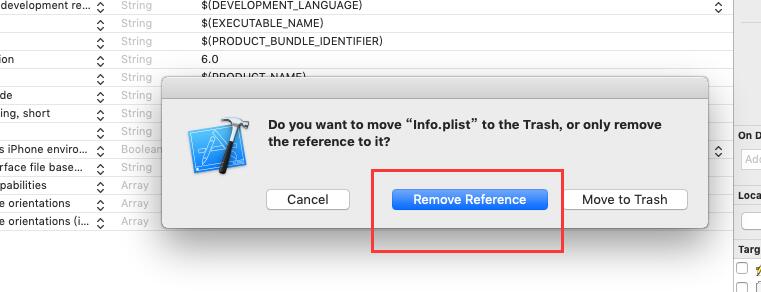 development re... String $(DEVELOPMENT_LANGUAGE)
String $(EXECUTABLE_NAME)
String $(PRODUCT_BUNDLE_IDENTIFIER)
ion String 6.0
String $(PRODUCT_NAME)
de String
ing, short String
String
s iPhone enviro... Boolean
rface file base... String
pabilities Array
e orientations Array
e orientations (i... Array
Do you want to move “Info.plist” to the Trash, or only remove
the reference to it?
Cancel Remove Reference Move to Trash
On D
Add
Loca
Targ